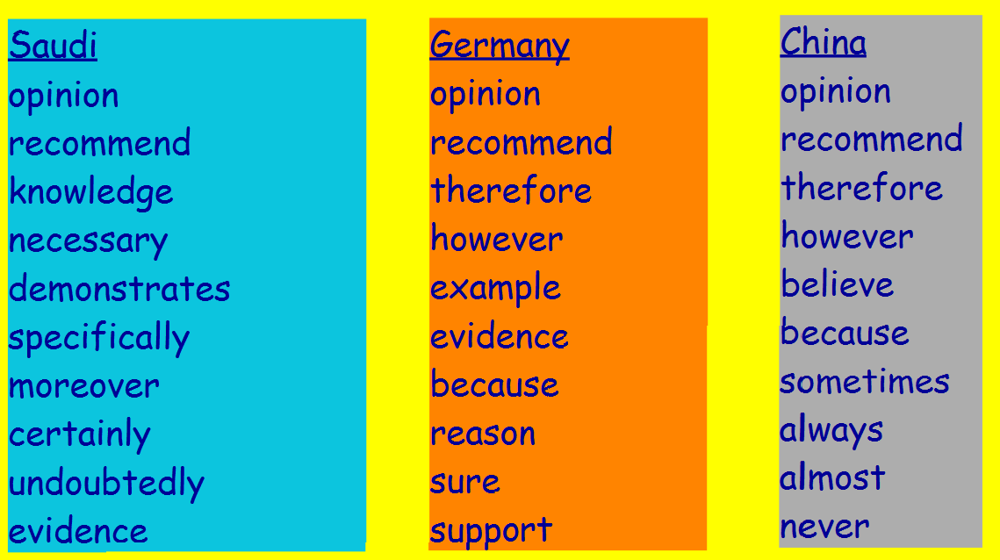 Saudi
opinion
recommend
knowledge
necessary
demonstrates
specifically
moreover
certainly
undoubtedly
evidence
Germany
opinion
recommend
therefore
however
example
evidence
because
reason
sure
support
China
opinion
recommend
therefore
however
believe
because
sometimes
always
almost
never